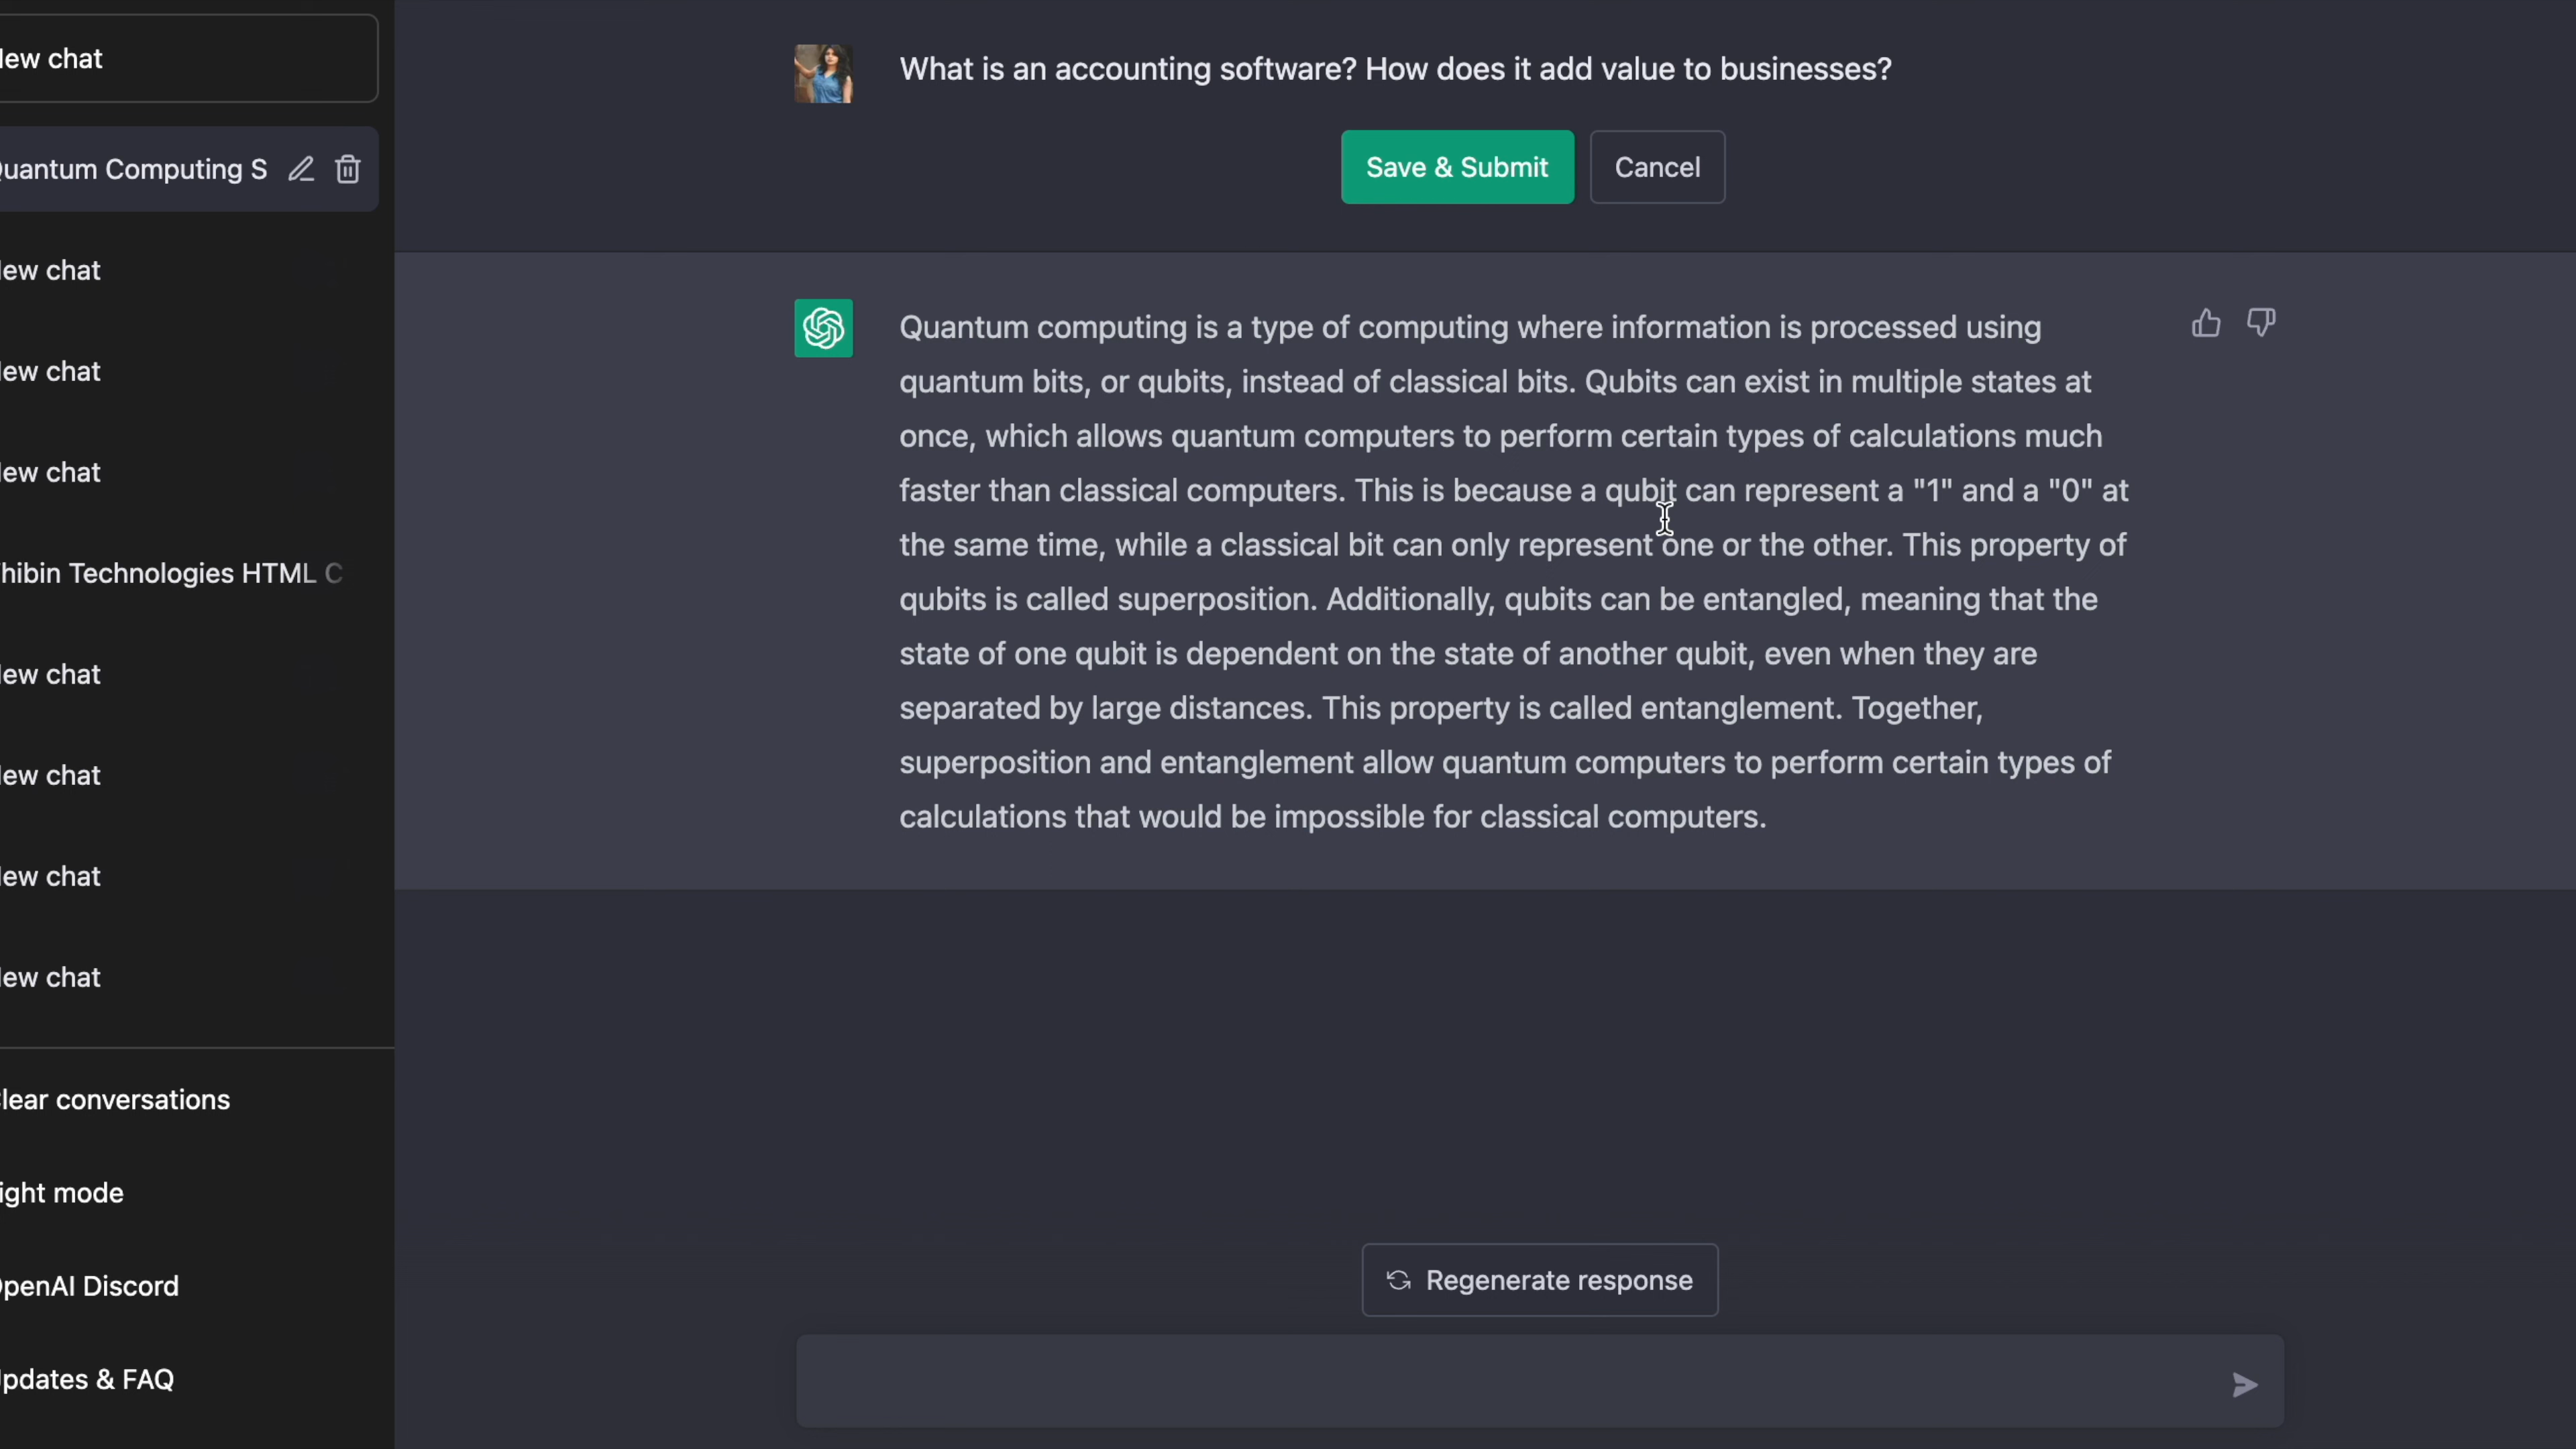 ew chat
uantum Computing S
ew chat
ew chat
ew chat
hibin Technologies HTML C
ew chat
ew chat
ew chat
ew chat
lear conversations
ight mode
penAI Discord
pdates & FAQ
What is an accounting software? How does it add value to businesses?
Save & Submit
Cancel
Quantum computing is a type of computing where information is processed using
quantum bits, or qubits, instead of classical bits. Qubits can exist in multiple states at
once, which allows quantum computers to perform certain types of calculations much
faster than classical computers. This is because a qubit can represent a "1" and a "0" at
the same time, while a classical bit can only represent one or the other. This property of
qubits is called superposition. Additionally, qubits can be entangled, meaning that the
state of one qubit is dependent on the state of another qubit, even when they are
separated by large distances. This property is called entanglement. Together,
superposition and entanglement allow quantum computers to perform certain types of
calculations that would be impossible for classical computers.
Regenerate response